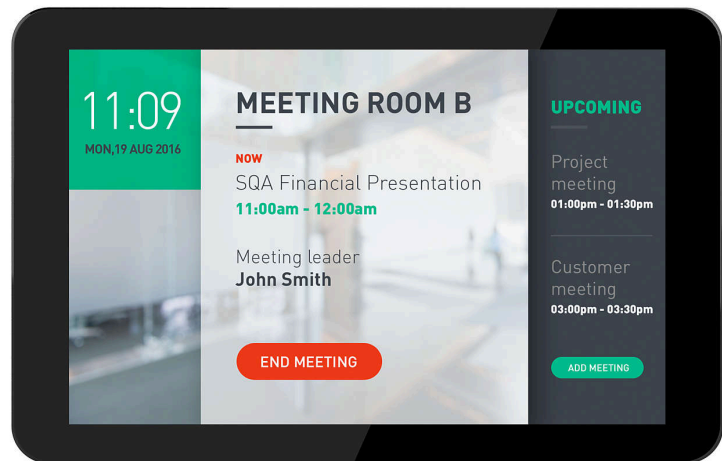 11:09
MON,19 AUG 2016
MEETING ROOM B
NOW
SQA Financial Presentation
11:00am - 12:00am
Meeting leader
John Smith
END MEETING
UPCOMING
Project
meeting
01:00pm - 01:30pm
Customer
meeting
03:00pm - 03:30pm
ADD MEETING